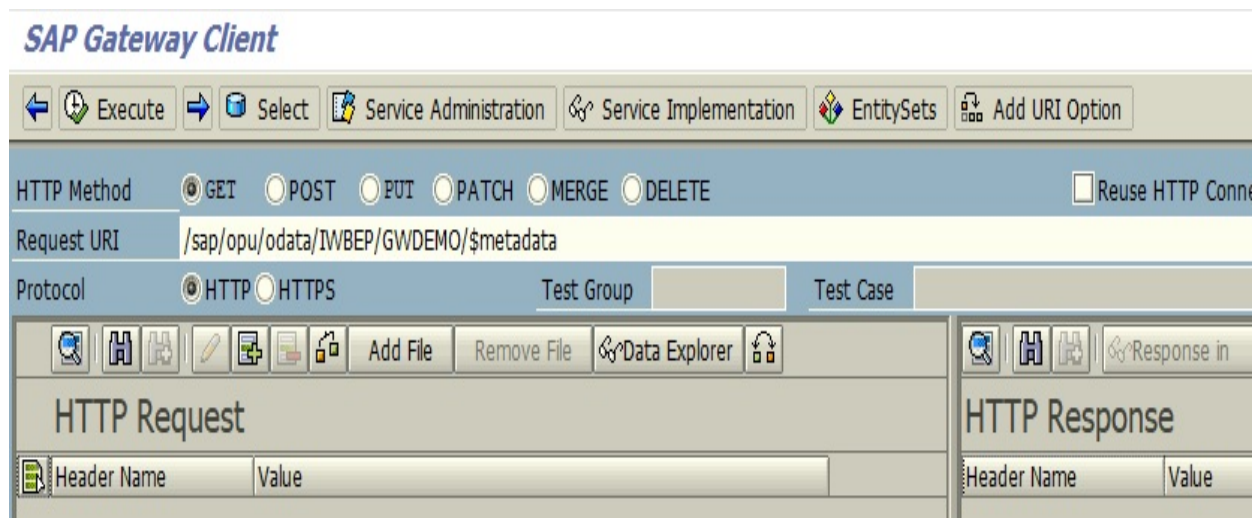 SAP Gateway Client
Execute Select Service Administration Service Implementation EntitySets Add URI Option
HTTP Method GET POST PUT PATCH MERGE DELETE Reuse HTTP Conne
Request URI /sap/opu/odata/IWBEP/GWDEMO/$metadata
Protocol HTTP HTTPS Test Group Test Case
Add File Remove File Data Explorer Response in
HTTP Request HTTP Response
Header Name Value Header Name Value